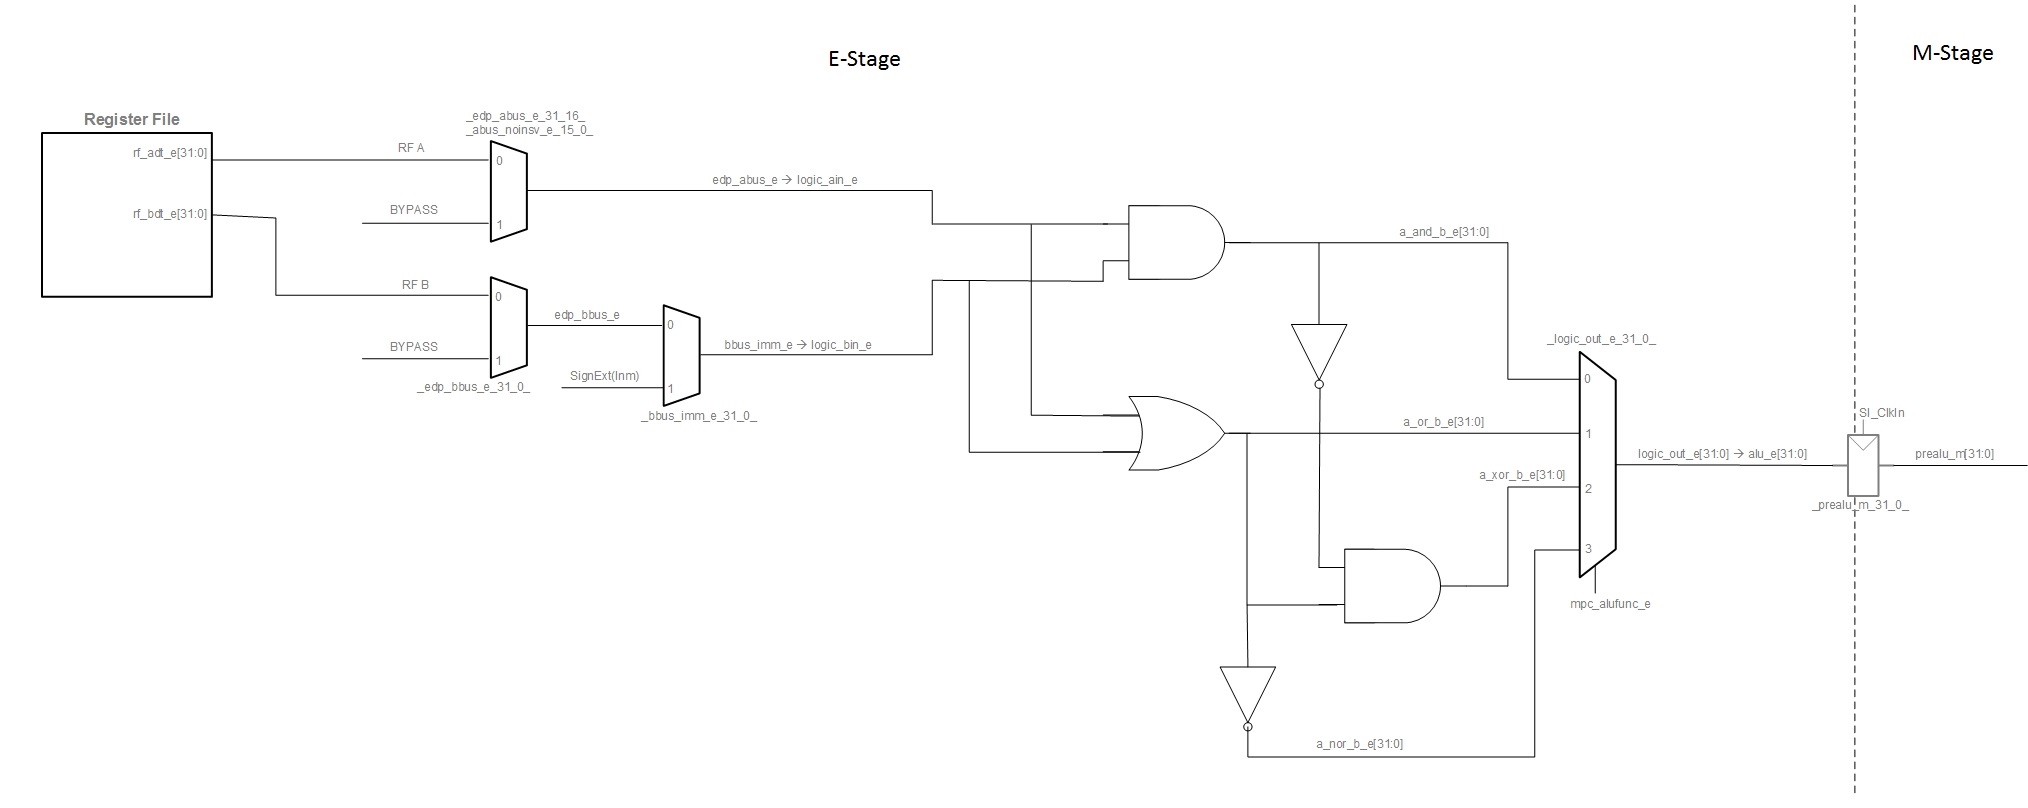 E-Stage
M-Stage
Register File
rf_adt_e[31:0]
rf_bdt_e[31:0]
RF A
BYPASS
_edp_abus_e_31_16_
_abus_noinsv_e_15_0_
0
1
edp_abus_e → logic_ain_e
RF B
BYPASS
0
1
_edp_bbus_e_31_0_
edp_bbus_e
SignExt(Inm)
0
1
_bbus_imm_e_31_0_
bbus_imm_e → logic_bin_e
a_and_b_e[31:0]
a_or_b_e[31:0]
a_xor_b_e[31:0]
a_nor_b_e[31:0]
_logic_out_e_31_0_
0
1
2
3
mpc_alufunc_e
logic_out_e[31:0] → alu_e[31:0]
SI_ClkIn
_prealu_m_31_0_
prealu_m[31:0]